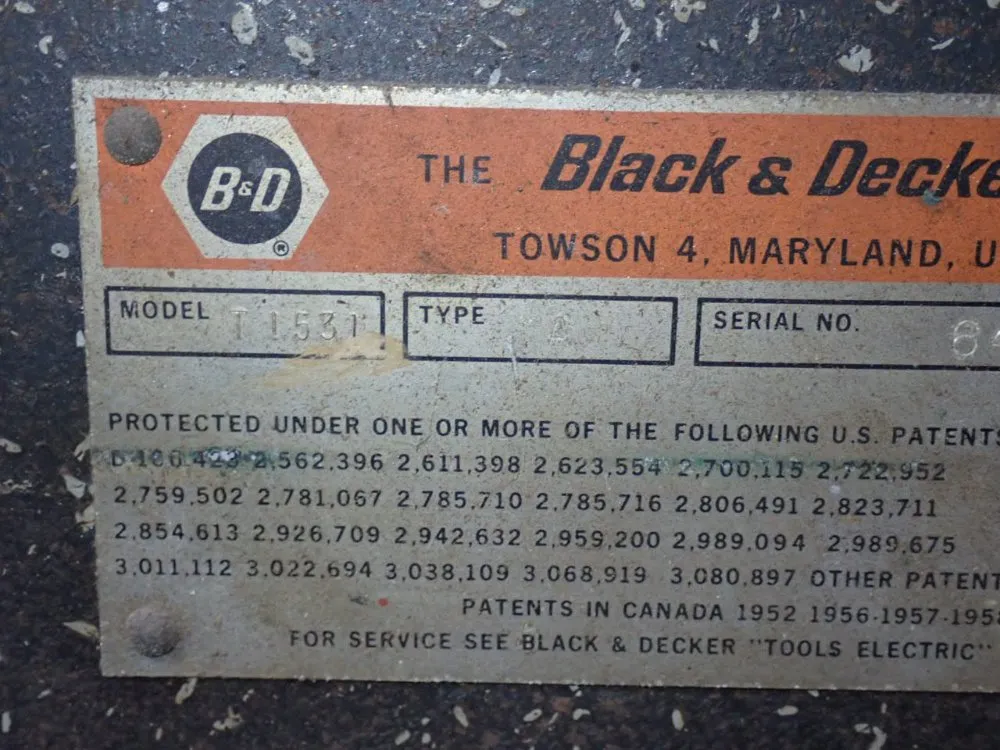 B&D
®
THE Black & Decke
TOWSON 4, MARYLAND, U
MODEL T1531 TYPE A SERIAL NO. 6
PROTECTED UNDER ONE OR MORE OF THE FOLLOWING U.S. PATENTS
2,562,396 2,611,398 2,623,554 2,700,115 2,722,952
2,759,502 2,781,067 2,785,710 2,785,716 2,806,491 2,823,711
2,854,613 2,926,709 2,942,632 2,959,200 2,989,094 2,989,675
3,011,112 3,022,694 3,038,109 3,068,919 3,080,897 OTHER PATENT
PATENTS IN CANADA 1952 1956-1957-195
FOR SERVICE SEE BLACK & DECKER "TOOLS ELECTRIC"